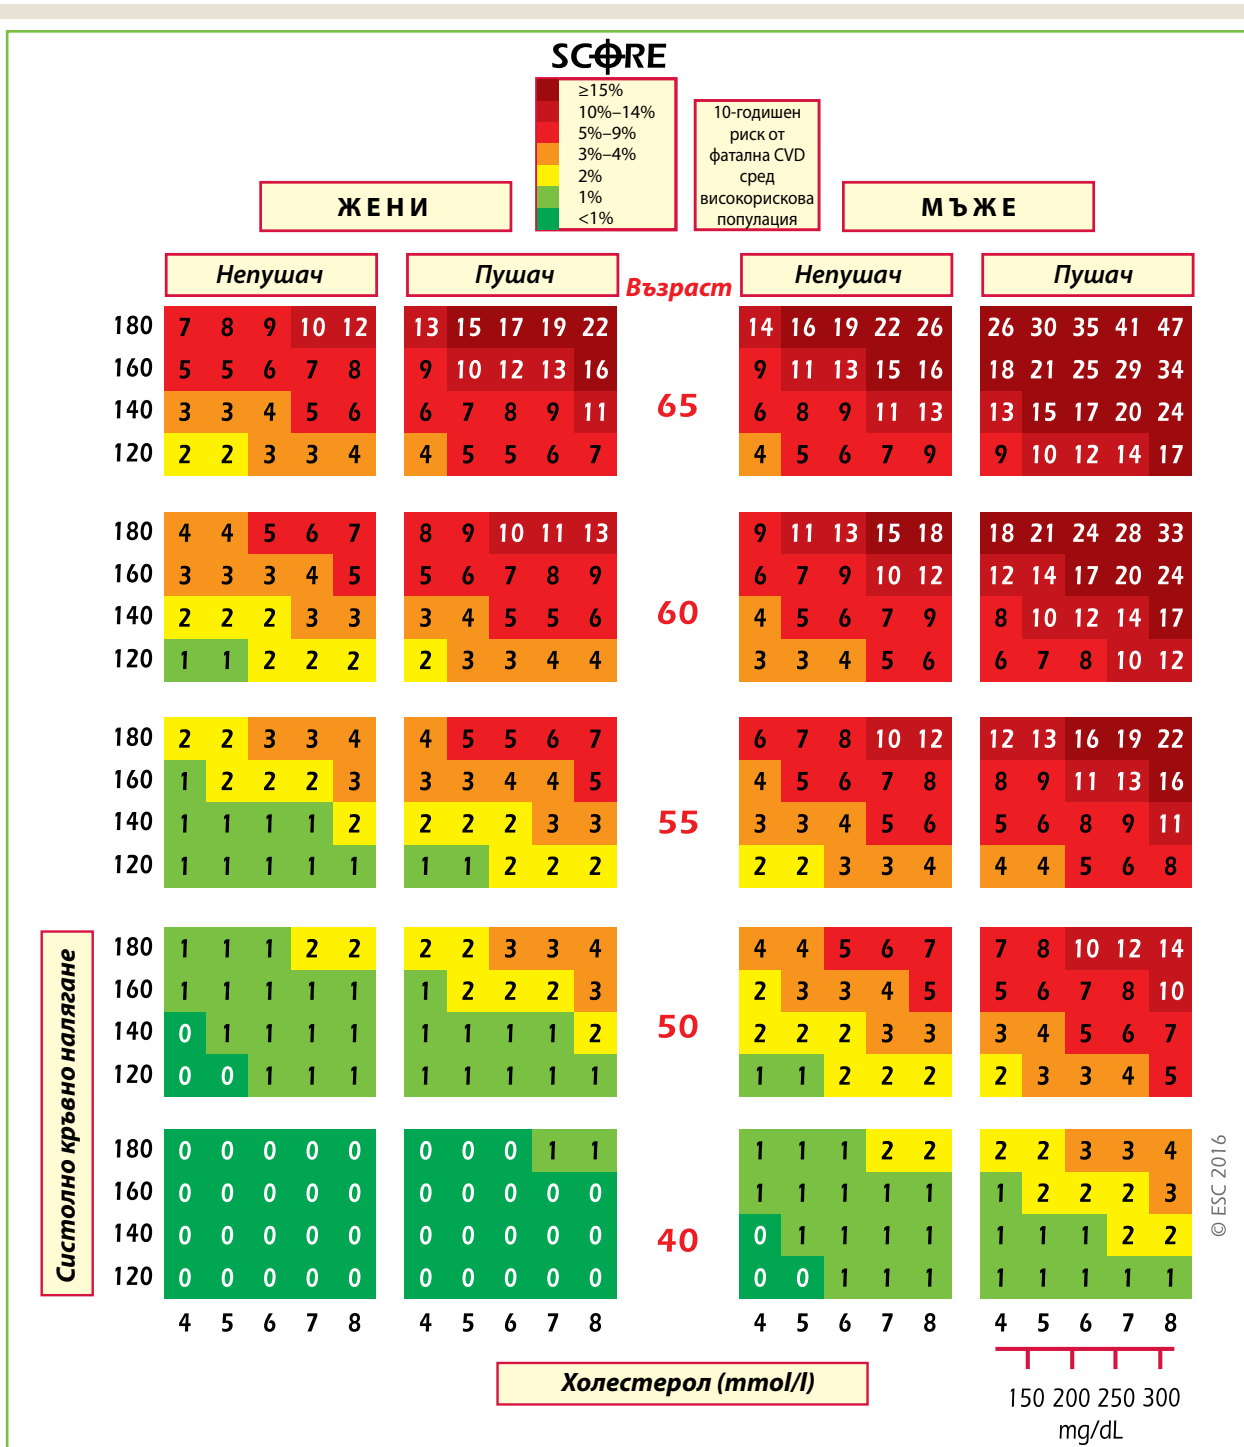 SCORE
≥15%
10%–14%
5%–9%
3%–4%
2%
1%
<1%
10-годишен
риск от
фатална CVD
сред
високорискова
популация
ЖЕНИ
МЪЖЕ
Непушач
Пушач
Възраст
Непушач
Пушач
180 7 8 9 10 12 13 15 17 19 22 14 16 19 22 26 26 30 35 41 47
160 5 5 6 7 8 9 10 12 13 16 9 11 13 15 16 18 21 25 29 34
65
140 3 3 4 5 6 6 7 8 9 11 6 8 9 11 13 13 15 17 20 24
120 2 2 3 3 4 4 5 5 6 7 4 5 6 7 9 9 10 12 14 17
180 4 4 5 6 7 8 9 10 11 13 9 11 13 15 18 18 21 24 28 33
160 3 3 3 4 5 5 6 7 8 9 6 7 9 10 12 12 14 17 20 24
60
140 2 2 2 3 3 3 4 5 5 6 4 5 6 7 9 8 10 12 14 17
120 1 1 2 2 2 2 3 3 4 4 3 3 4 5 6 6 7 8 10 12
180 2 2 3 3 4 4 5 5 6 7 6 7 8 10 12 12 13 16 19 22
160 1 2 2 2 3 3 3 4 4 5 4 5 6 7 8 8 9 11 13 16
55
140 1 1 1 1 2 2 2 2 3 3 3 3 4 5 6 5 6 8 9 11
120 1 1 1 1 1 1 1 2 2 2 2 2 3 3 4 4 4 5 6 8
180 1 1 1 2 2 2 2 3 3 4 4 4 5 6 7 7 8 10 12 14
160 1 1 1 1 1 1 2 2 2 3 2 3 3 4 5 5 6 7 8 10
50
140 0 1 1 1 1 1 1 1 1 2 2 2 2 3 3 3 4 5 6 7
120 0 0 1 1 1 1 1 1 1 1 1 1 2 2 2 2 3 3 4 5
180 0 0 0 0 0 0 0 0 1 1 1 1 1 2 2 2 2 3 3 4
160 0 0 0 0 0 0 0 0 0 0 1 1 1 1 1 1 2 2 2 3
40
140 0 0 0 0 0 0 0 0 0 0 0 1 1 1 1 1 1 1 2 2
120 0 0 0 0 0 0 0 0 0 0 0 0 1 1 1 1 1 1 1 1
4 5 6 7 8 4 5 6 7 8 4 5 6 7 8 4 5 6 7 8
Систолно кръвно налягане
Холестерол (mmol/l)
150 200 250 300
mg/dL
© ESC 2016